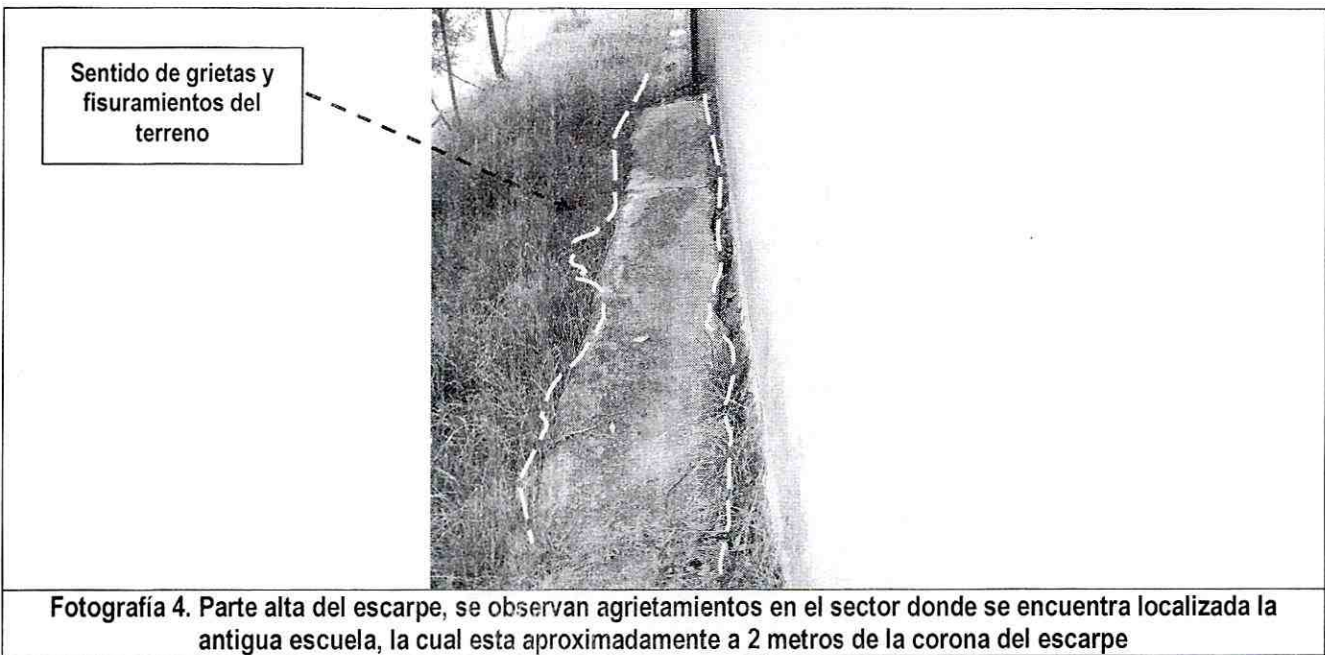 Sentido de grietas y
fisuramientos del
terreno
Fotografía 4. Parte alta del escarpe, se observan agrietamientos en el sector donde se encuentra localizada la
antigua escuela, la cual esta aproximadamente a 2 metros de la corona del escarpe